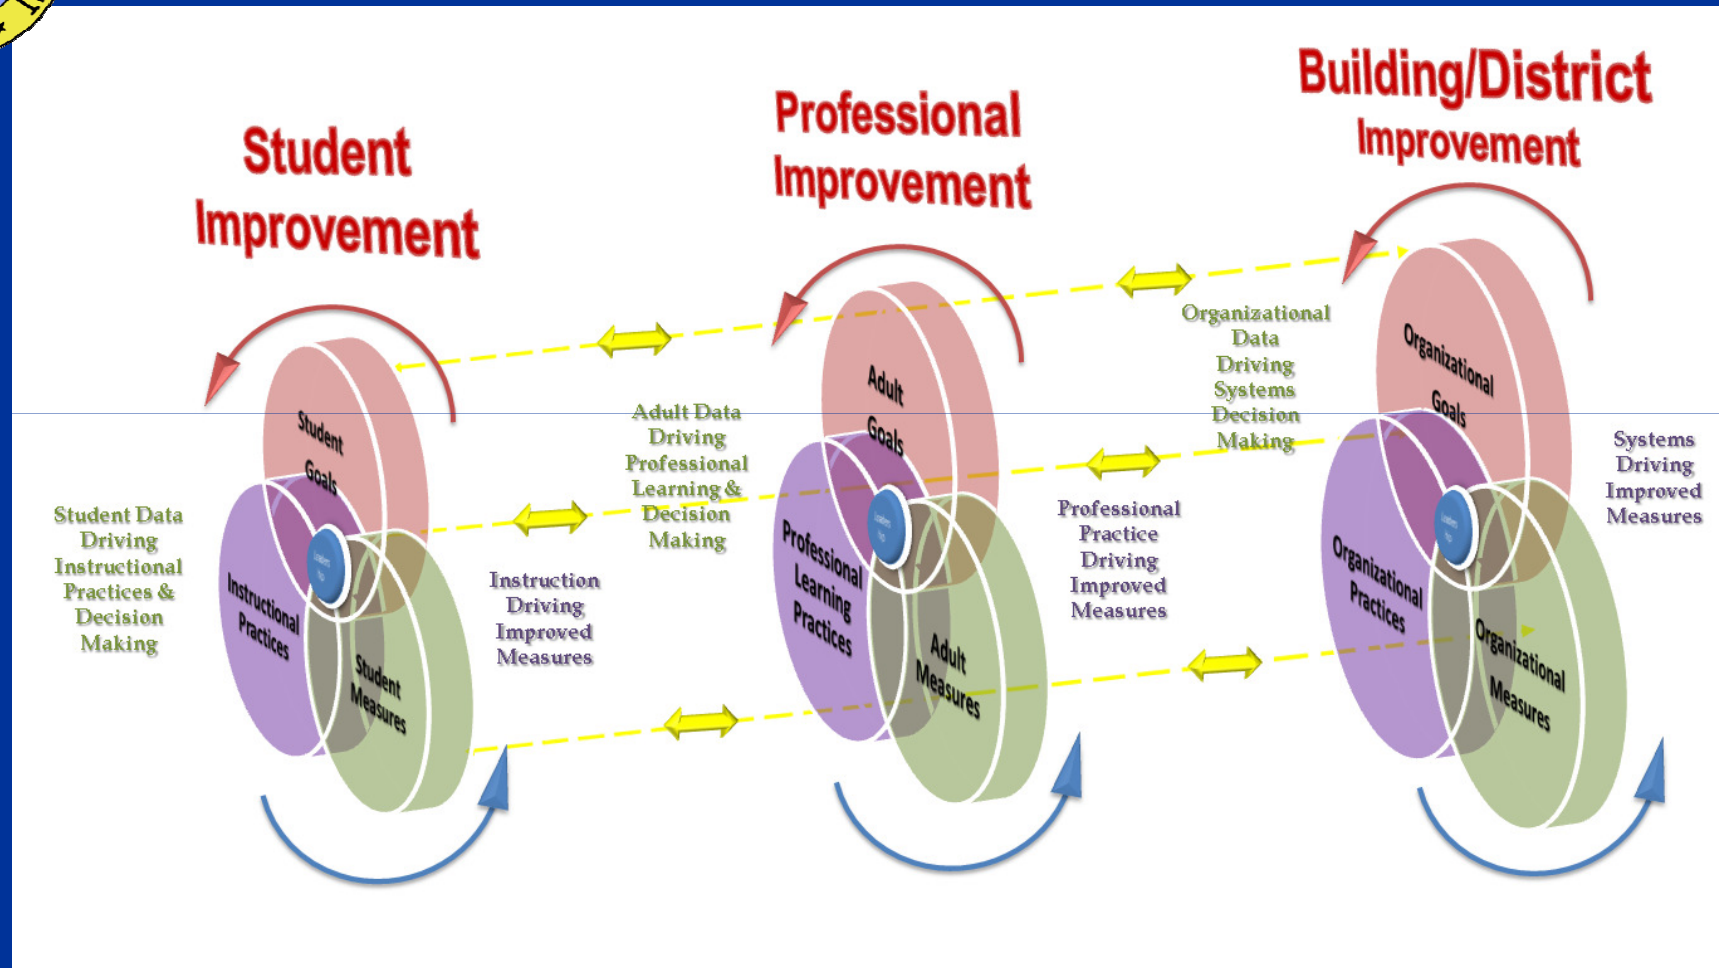 Student
Improvement
Professional
Improvement
Building/District
Improvement
Student
Goals
Instructional
Practices
Student
Measures
Student Data
Driving
Instructional
Practices &
Decision
Making
Instruction
Driving
Improved
Measures
Adult
Goals
Professional
Learning
Practices
Adult
Measures
Adult Data
Driving
Professional
Learning &
Decision
Making
Professional
Practice
Driving
Improved
Measures
Organizational
Goals
Organizational
Practices
Organizational
Measures
Organizational
Data
Driving
Systems
Decision
Making
Systems
Driving
Improved
Measures